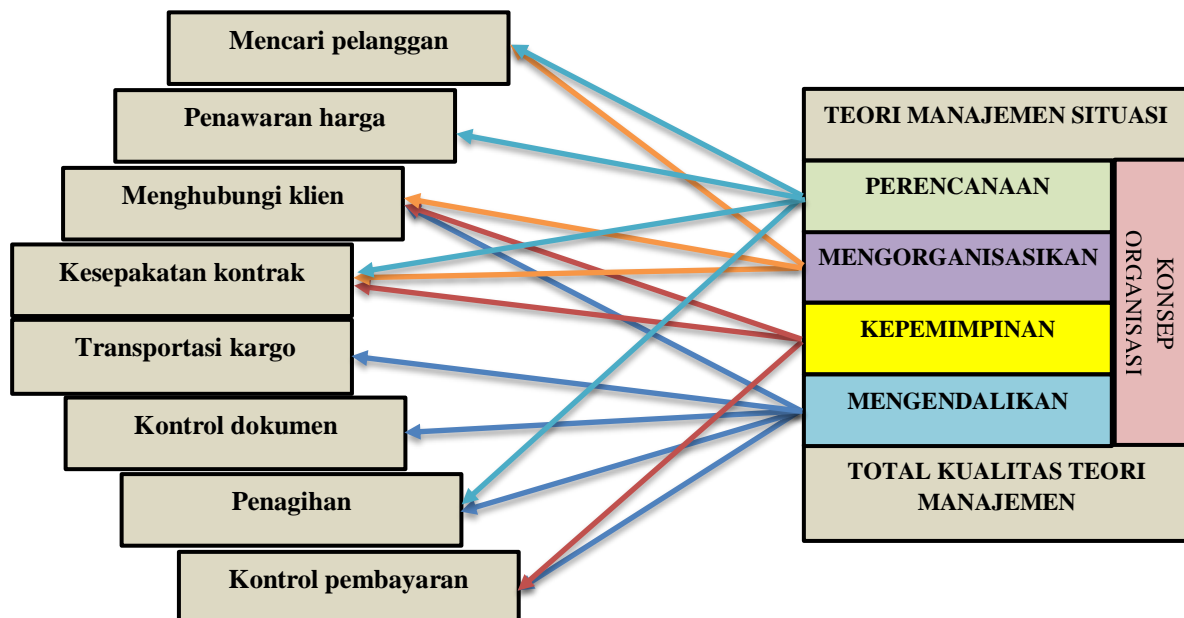 Mencari pelanggan
Penawaran harga
Menghubungi klien
Kesepakatan kontrak
Transportasi kargo
Kontrol dokumen
Penagihan
Kontrol pembayaran
TEORI MANAJEMEN SITUASI
PERENCANAAN
MENGORGANISASIKAN
KEPEMIMPINAN
MENGENDALIKAN
KONSEP
ORGANISASI
TOTAL KUALITAS TEORI
MANAJEMEN